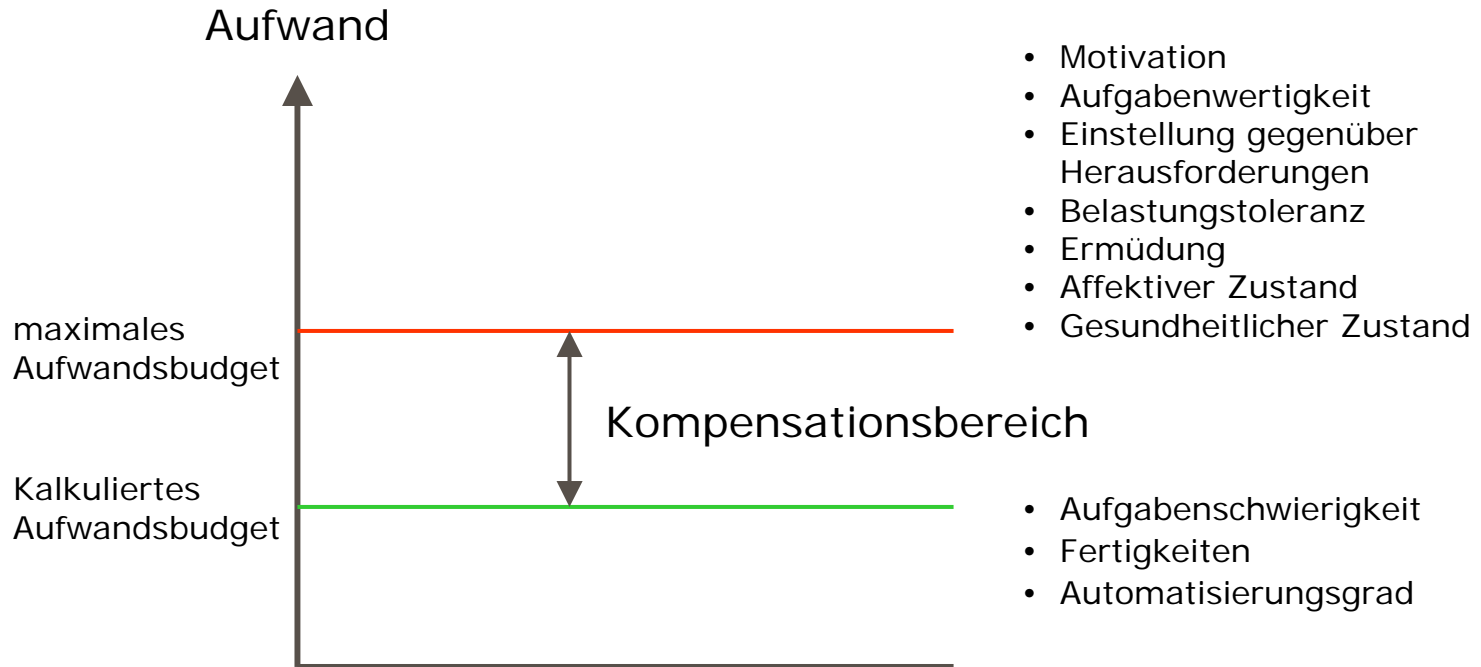 Aufwand
• Motivation
• Aufgabenwertigkeit
• Einstellung gegenüber
Herausforderungen
• Belastungstoleranz
• Ermüdung
• Affektiver Zustand
• Gesundheitlicher Zustand
maximales
Aufwandsbudget
Kompensationsbereich
Kalkuliertes
Aufwandsbudget
• Aufgabenschwierigkeit
• Fertigkeiten
• Automatisierungsgrad